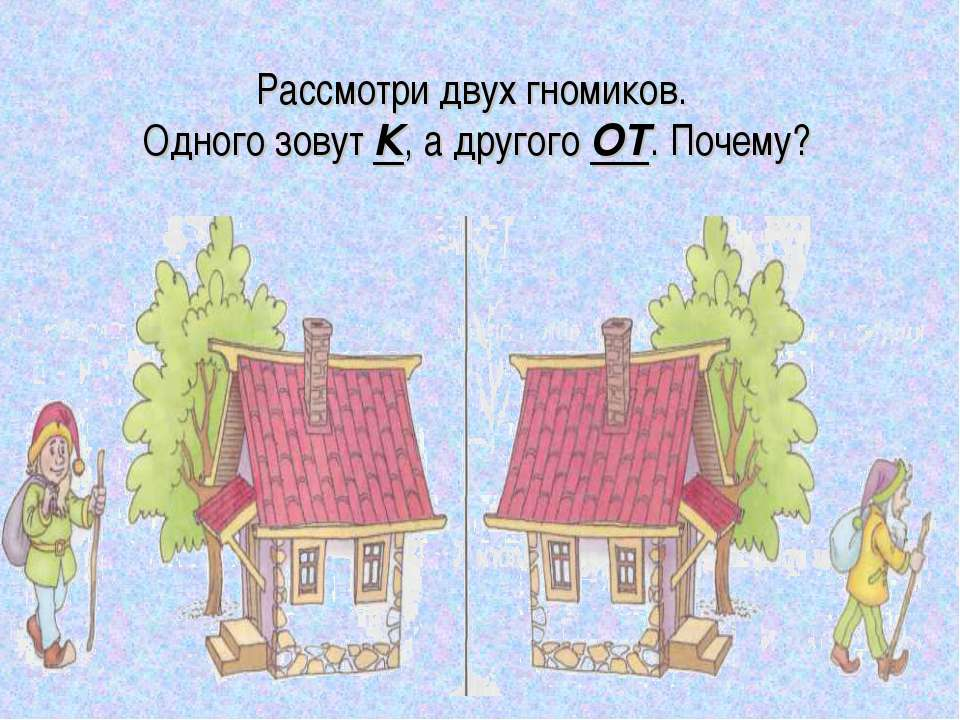 Рассмотри двух гномиков.
Одного зовут К, а другого ОТ. Почему?